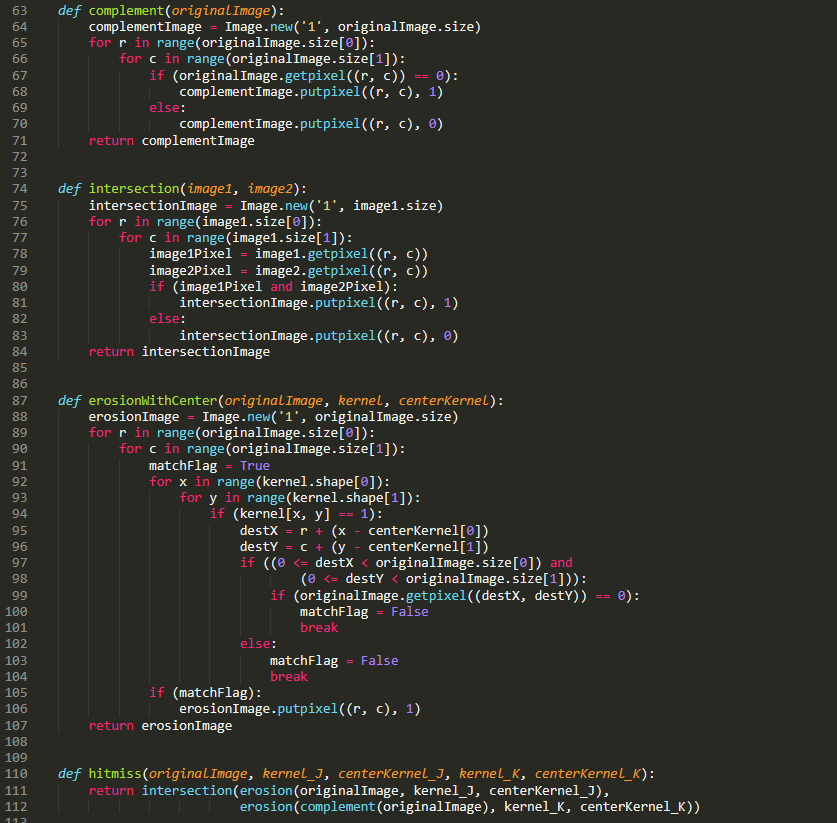 63 def complement(originalImage):
64 complementImage = Image.new('1', originalImage.size)
65 for r in range(originalImage.size[0]):
66 for c in range(originalImage.size[1]):
67 if (originalImage.getpixel((r, c)) == 0):
68 complementImage.putpixel((r, c), 1)
69 else:
70 complementImage.putpixel((r, c), 0)
71 return complementImage
72
73
74 def intersection(image1, image2):
75 intersectionImage = Image.new('1', image1.size)
76 for r in range(image1.size[0]):
77 for c in range(image1.size[1]):
78 image1Pixel = image1.getpixel((r, c))
79 image2Pixel = image2.getpixel((r, c))
80 if (image1Pixel and image2Pixel):
81 intersectionImage.putpixel((r, c), 1)
82 else:
83 intersectionImage.putpixel((r, c), 0)
84 return intersectionImage
85
86
87 def erosionWithCenter(originalImage, kernel, centerKernel):
88 erosionImage = Image.new('1', originalImage.size)
89 for r in range(originalImage.size[0]):
90 for c in range(originalImage.size[1]):
91 matchFlag = True
92 for x in range(kernel.shape[0]):
93 for y in range(kernel.shape[1]):
94 if (kernel[x, y] == 1):
95 destX = r + (x - centerKernel[0])
96 destY = c + (y - centerKernel[1])
97 if ((0 <= destX < originalImage.size[0]) and
98 (0 <= destY < originalImage.size[1])):
99 if (originalImage.getpixel((destX, destY)) == 0):
100 matchFlag = False
101 break
102 else:
103 matchFlag = False
104 break
105 if (matchFlag):
106 erosionImage.putpixel((r, c), 1)
107 return erosionImage
108
109
110 def hitmiss(originalImage, kernel_J, centerKernel_J, kernel_K, centerKernel_K):
111 return intersection(erosion(originalImage, kernel_J, centerKernel_J),
112 erosion(complement(originalImage), kernel_K, centerKernel_K))
113